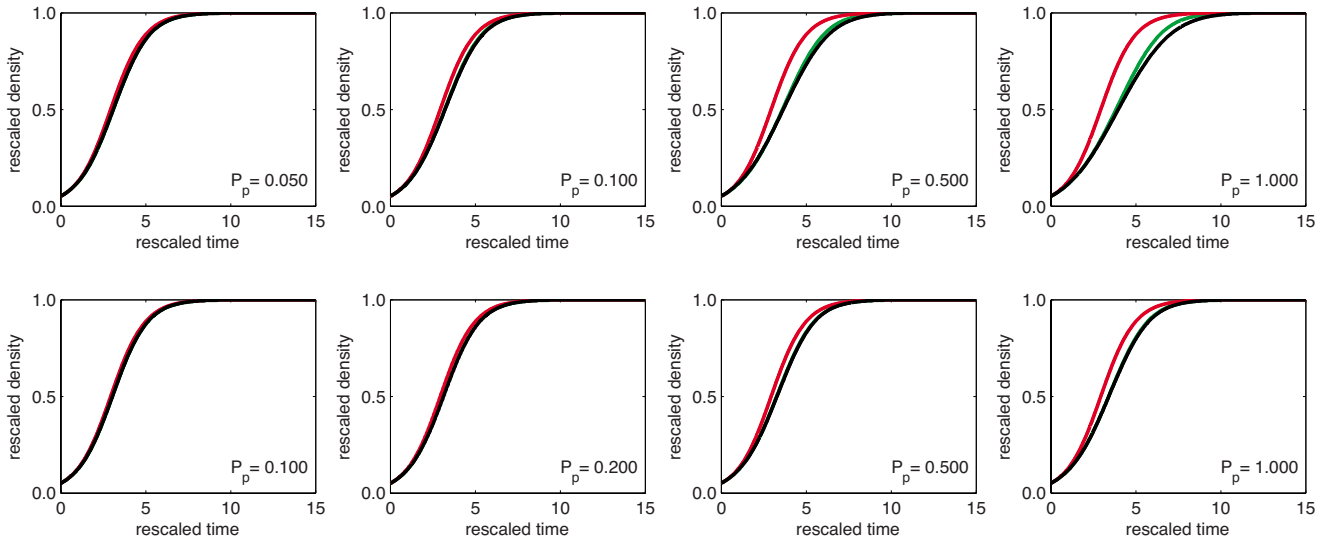 1.0 1.0 1.0 1.0
rescaled density rescaled density rescaled density rescaled density
0.5 0.5 0.5 0.5
P_p = 0.050 P_p = 0.100 P_p = 0.500 P_p = 1.000
0.0 0.0 0.0 0.0
0 5 10 15 0 5 10 15 0 5 10 15 0 5 10 15
rescaled time rescaled time rescaled time rescaled time
1.0 1.0 1.0 1.0
rescaled density rescaled density rescaled density rescaled density
0.5 0.5 0.5 0.5
P_p = 0.100 P_p = 0.200 P_p = 0.500 P_p = 1.000
0.0 0.0 0.0 0.0
0 5 10 15 0 5 10 15 0 5 10 15 0 5 10 15
rescaled time rescaled time rescaled time rescaled time